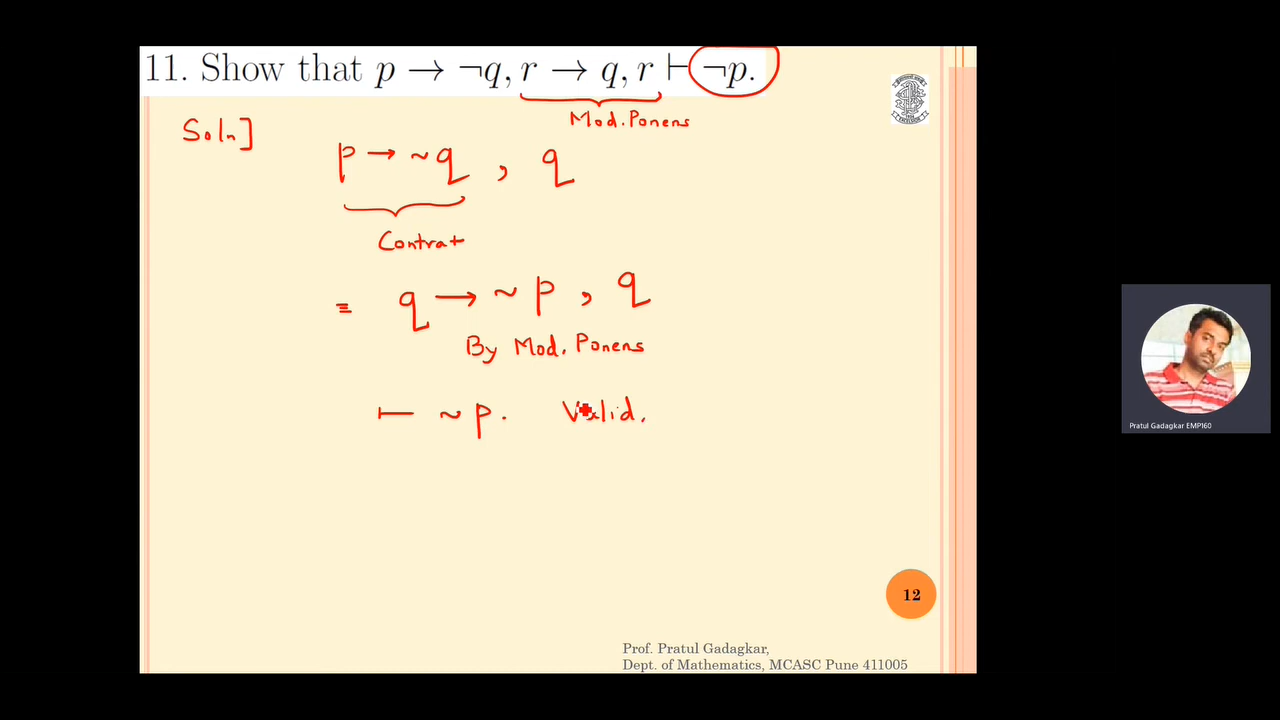 11. Show that p → ¬q, r → q, r ⊢ ¬p.
Mod. Ponens
Soln]
p → ~q , q
Contrat
≡ q → ~p , q
By Mod. Ponens
⊢ ~p. Valid.
Pratul Gadagkar EMP160
12
Prof. Pratul Gadagkar,
Dept. of Mathematics, MCASC Pune 411005